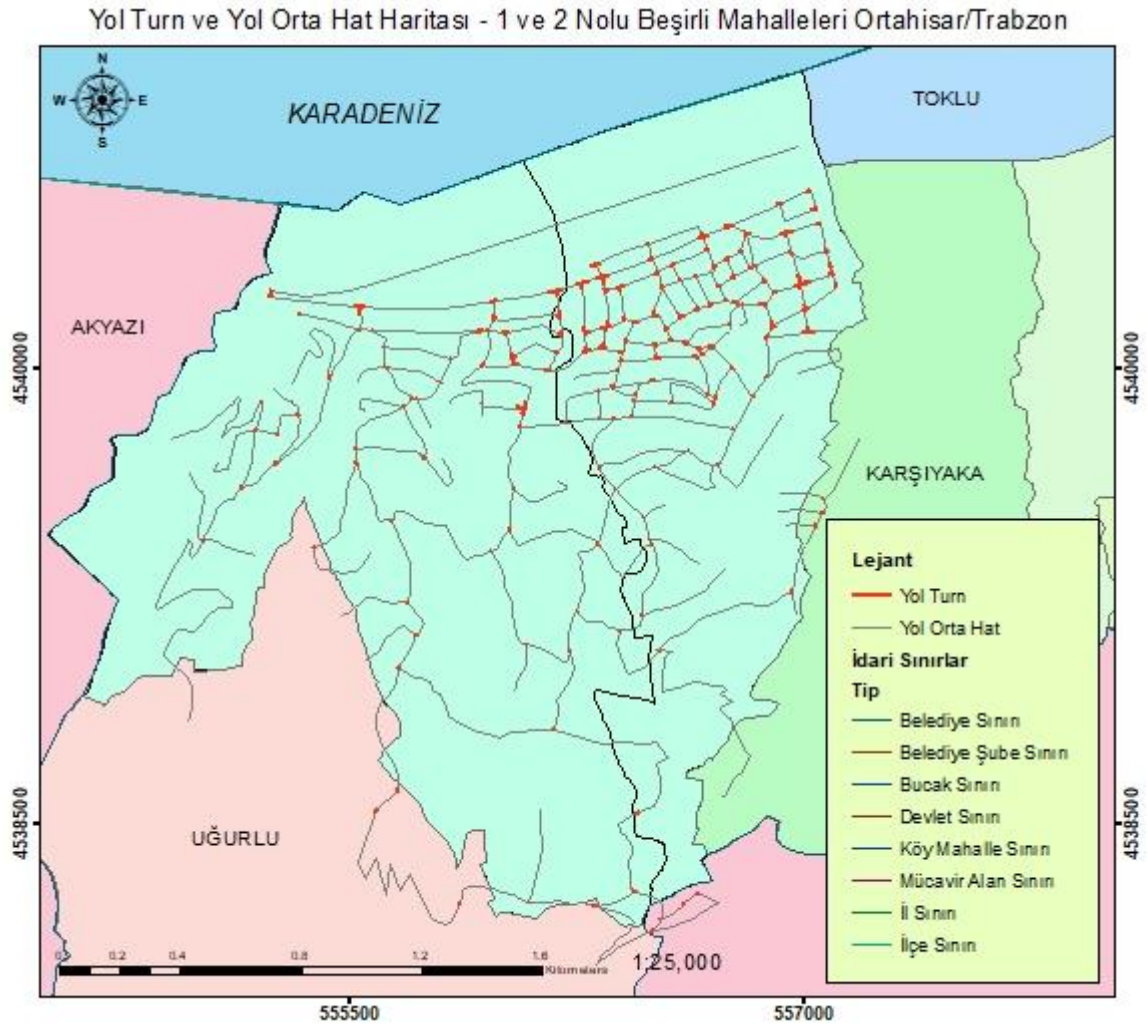 Yol Turn ve Yol Orta Hat Haritası - 1 ve 2 Nolu Beşirli Mahalleleri Ortahisar/Trabzon
N
W E
S
KARADENİZ
TOKLU
AKYAZI
4540000
4540000
KARŞIYAKA
Lejant
Yol Turn
Yol Orta Hat
İdari Sınırlar
Tip
Belediye Sınırı
Belediye Şube Sınırı
Bucak Sınırı
Devlet Sınırı
Köy Mahalle Sınırı
Mücavir Alan Sınırı
İl Sınırı
İlçe Sınırı
UĞURLU
4538500
4538500
0.2 0.4 0.8 1.2 1.6
Kilometers
1:25,000
555500
557000